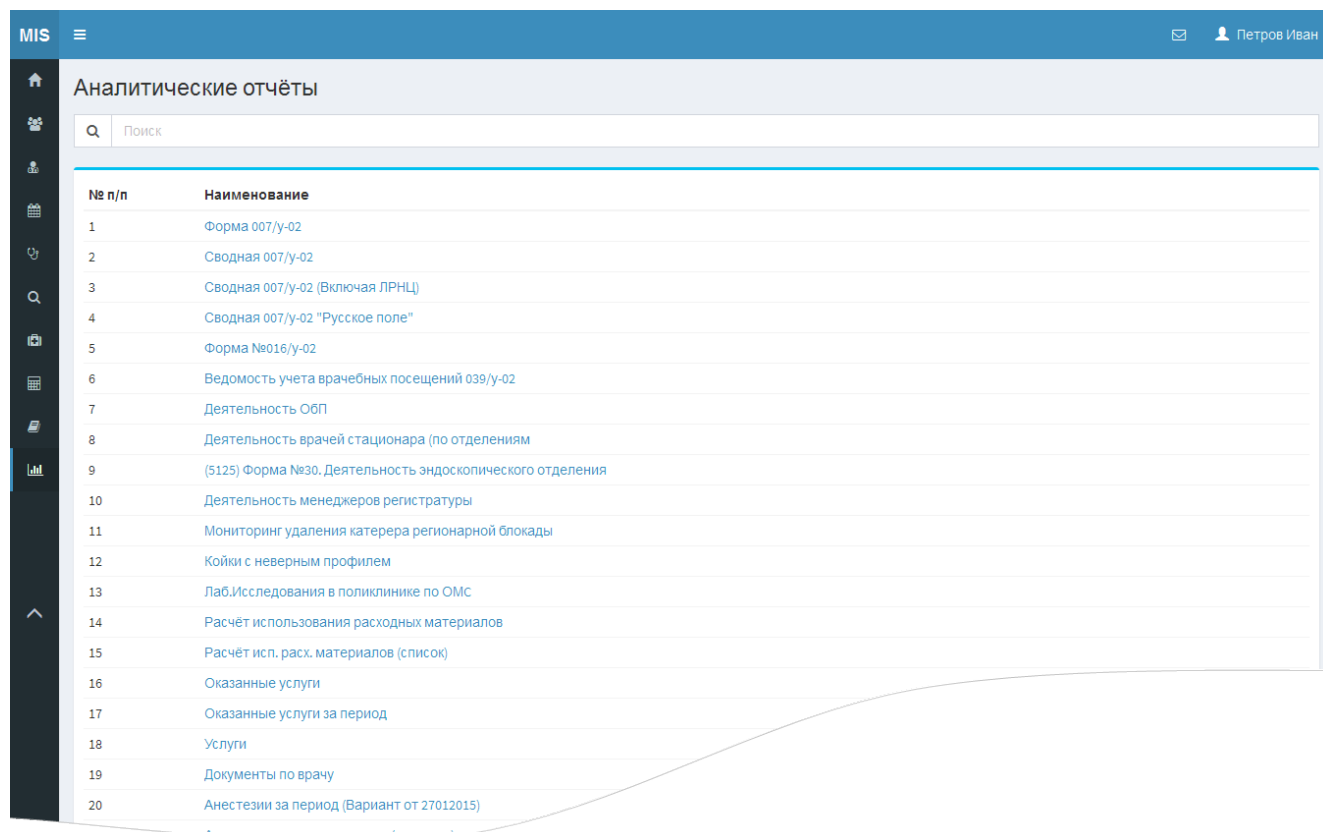 MIS
Петров Иван
Аналитические отчёты
Поиск
№ п/п Наименование
1 Форма 007/у-02
2 Сводная 007/у-02
3 Сводная 007/у-02 (Включая ЛРНЦ)
4 Сводная 007/у-02 "Русское поле"
5 Форма №016/у-02
6 Ведомость учета врачебных посещений 039/у-02
7 Деятельность ОбП
8 Деятельность врачей стационара (по отделениям
9 (5125) Форма №30. Деятельность эндоскопического отделения
10 Деятельность менеджеров регистратуры
11 Мониторинг удаления катерера регионарной блокады
12 Койки с неверным профилем
13 Лаб.Исследования в поликлинике по ОМС
14 Расчёт использования расходных материалов
15 Расчёт исп. расх. материалов (список)
16 Оказанные услуги
17 Оказанные услуги за период
18 Услуги
19 Документы по врачу
20 Анестезии за период (Вариант от 27012015)